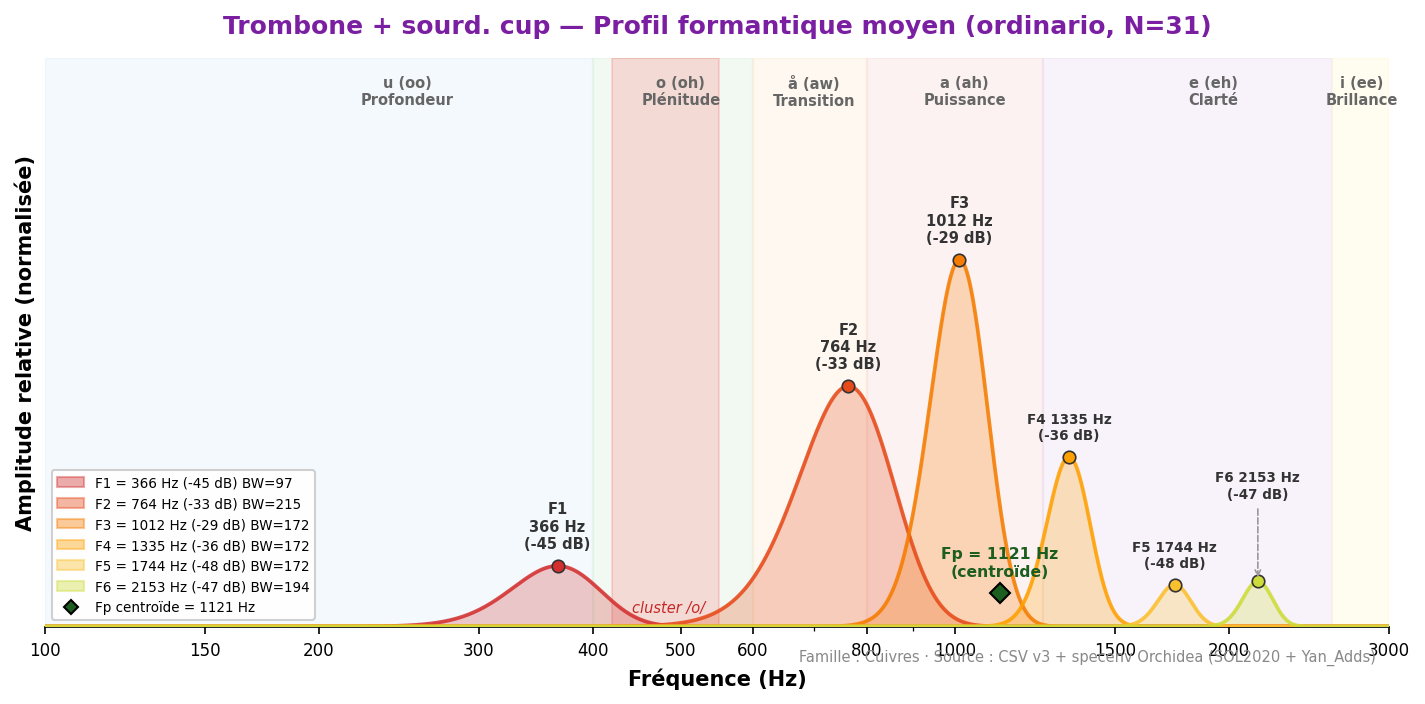 Trombone + sourd. cup — Profil formantique moyen (ordinario, N=31)
u (oo)
Profondeur
o (oh)
Plénitude
å (aw)
Transition
a (ah)
Puissance
e (eh)
Clarté
i (ee)
Brillance
F3
1012 Hz
(-29 dB)
F2
764 Hz
(-33 dB)
F4 1335 Hz
(-36 dB)
F6 2153 Hz
(-47 dB)
F1
366 Hz
(-45 dB)
F5 1744 Hz
(-48 dB)
Fp = 1121 Hz
(centroïde)
cluster /o/
F1 = 366 Hz (-45 dB) BW=97
F2 = 764 Hz (-33 dB) BW=215
F3 = 1012 Hz (-29 dB) BW=172
F4 = 1335 Hz (-36 dB) BW=172
F5 = 1744 Hz (-48 dB) BW=172
F6 = 2153 Hz (-47 dB) BW=194
Fp centroïde = 1121 Hz
Amplitude relative (normalisée)
100 150 200 300 400 500 600 800 1000 1500 2000 3000
Famille : Cuivres · Source : CSV v3 + specenv Orchidea (SOL2020 + Yan_Adds)
Fréquence (Hz)